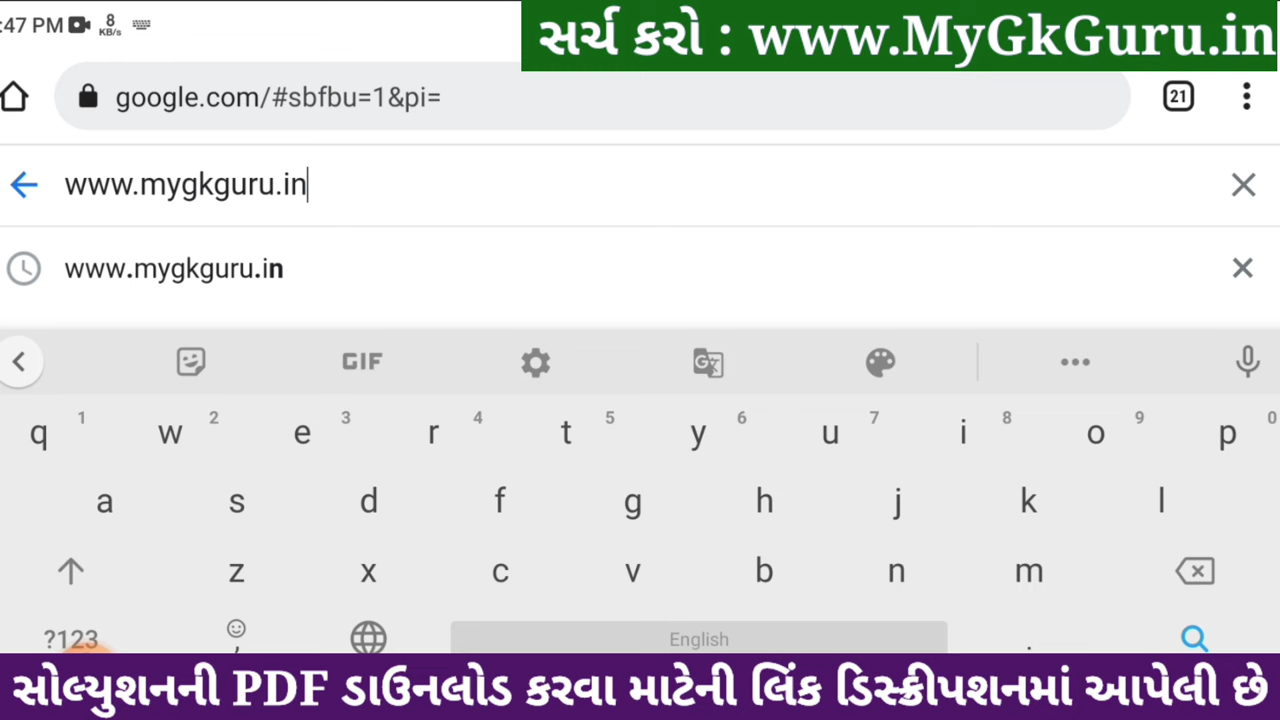 :47 PM 8 KB/s
સર્ચ કરો : www.MyGkGuru.in
google.com/#sbfbu=1&pi=
21
www.mygkguru.in
www.mygkguru.in
GIF
q 1 w 2 e 3 r 4 t 5 y 6 u 7 i 8 o 9 p 0
a s d f g h j k l
z x c v b n m
?123 , English .
સોલ્યુશનની PDF ડાઉનલોડ કરવા માટેની લિંક ડિસ્ક્રીપશનમાં આપેલી છે